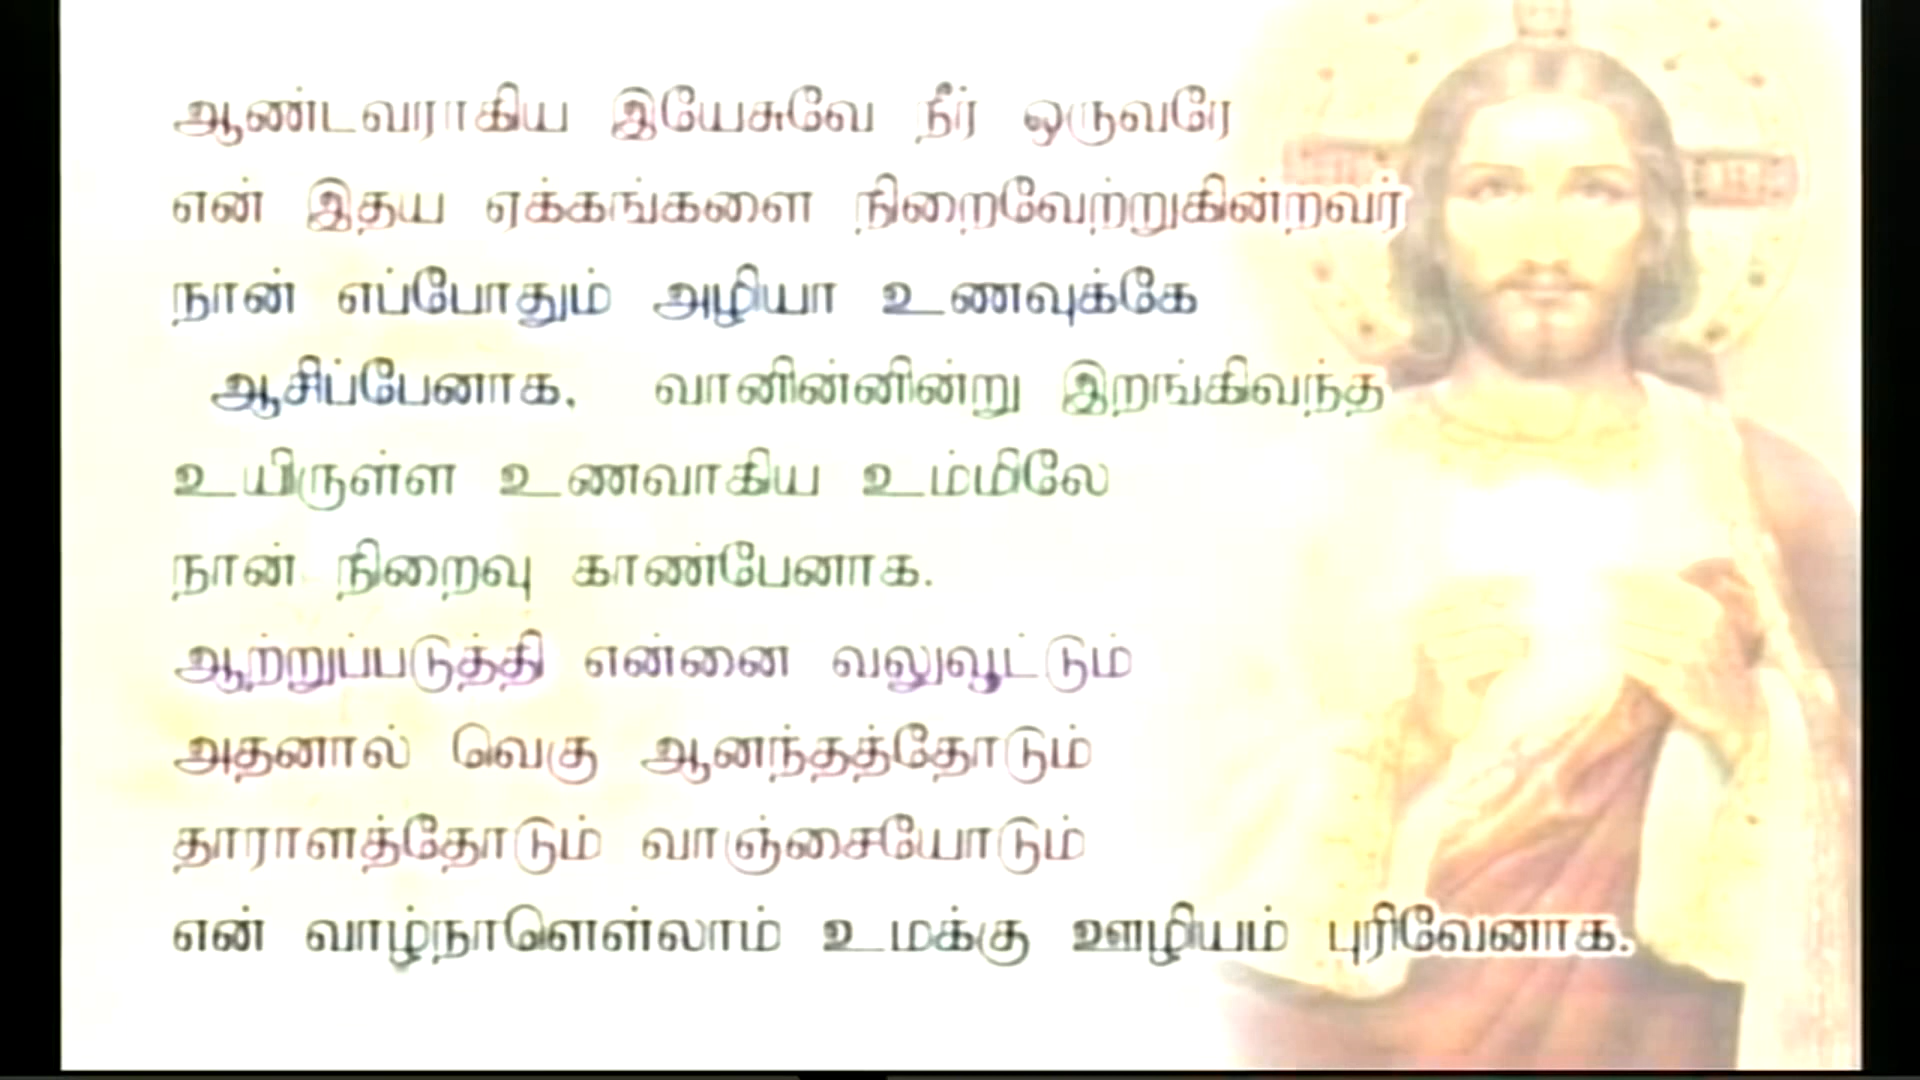 ஆண்டவராகிய இயேசுவே நீர் ஒருவரே
என் இதய ஏக்கங்களை நிறைவேற்றுகின்றவர்
நான் எப்போதும் அழியா உணவுக்கே
ஆசிப்பேனாக. வானின்னின்று இறங்கிவந்த
உயிருள்ள உணவாகிய உம்மிலே
நான் நிறைவு காண்பேனாக.
ஆற்றுப்படுத்தி என்னை வலுவூட்டும்
அதனால் வெகு ஆனந்தத்தோடும்
தாராளத்தோடும் வாஞ்சையோடும்
என் வாழ்நாளெள்லாம் உமக்கு ஊழியம் புரிவேனாக.